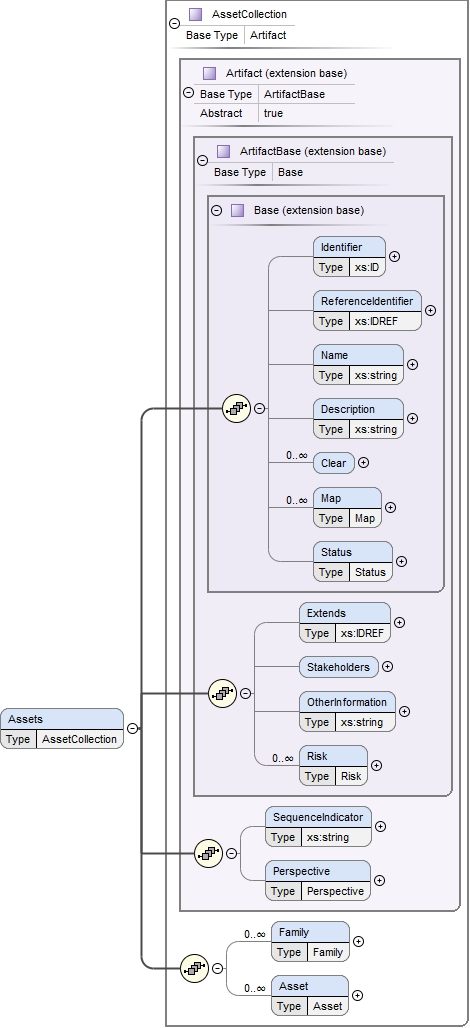 AssetCollection
Base Type Artifact
Artifact (extension base)
Base Type ArtifactBase
Abstract true
ArtifactBase (extension base)
Base Type Base
Base (extension base)
Identifier
Type xs:ID
ReferenceIdentifier
Type xs:IDREF
Name
Type xs:string
Description
Type xs:string
0..∞
Clear
0..∞
Map
Type Map
Status
Type Status
Extends
Type xs:IDREF
Stakeholders
OtherInformation
Type xs:string
Assets
Type AssetCollection
0..∞
Risk
Type Risk
SequenceIndicator
Type xs:string
Perspective
Type Perspective
0..∞
Family
Type Family
0..∞
Asset
Type Asset